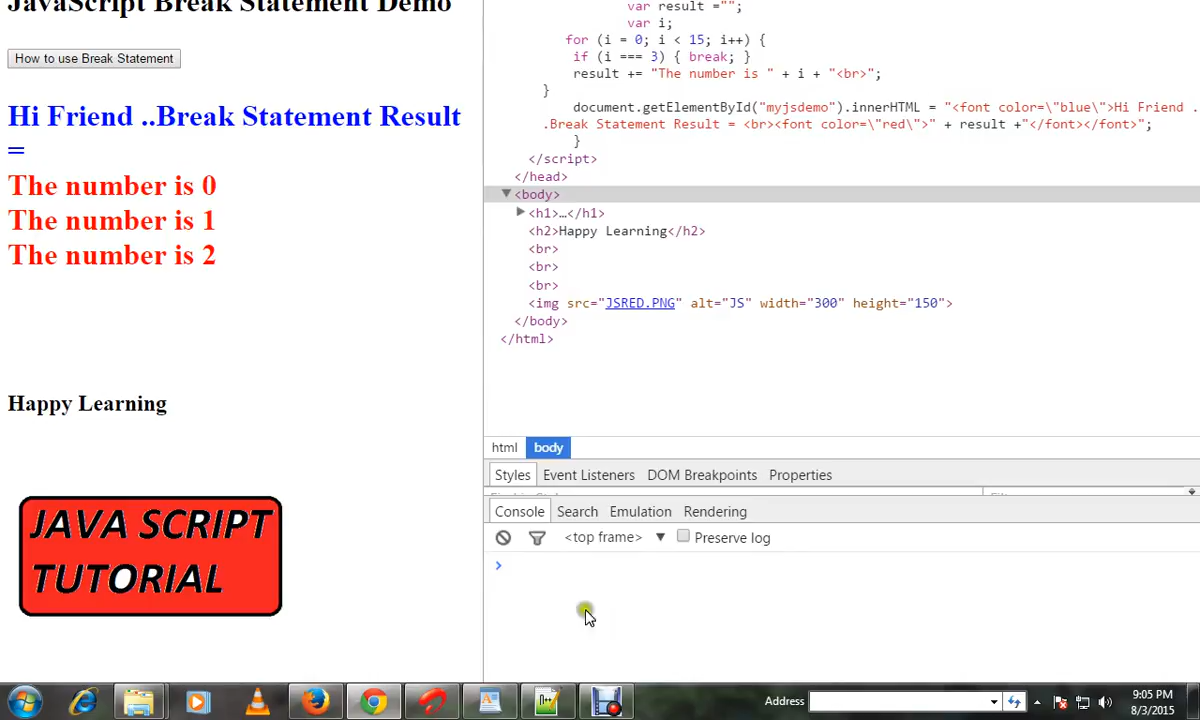 JavaScript Break Statement Demo
How to use Break Statement
Hi Friend ..Break Statement Result
=
The number is 0
The number is 1
The number is 2
Happy Learning
JAVA SCRIPT
TUTORIAL
var result ="";
var i;
for (i = 0; i < 15; i++) {
if (i === 3) { break; }
result += "The number is " + i + "<br>";
}
document.getElementById("myjsdemo").innerHTML = "<font color=\"blue\">Hi Friend .
.Break Statement Result = <br><font color=\"red\">" + result +"</font></font>";
}
</script>
</head>
<body>
<h1>…</h1>
<h2>Happy Learning</h2>
<br>
<br>
<br>
<img src="JSRED.PNG" alt="JS" width="300" height="150">
</body>
</html>
html body
Styles Event Listeners DOM Breakpoints Properties
Console Search Emulation Rendering
<top frame> Preserve log
Address
9:05 PM
8/3/2015